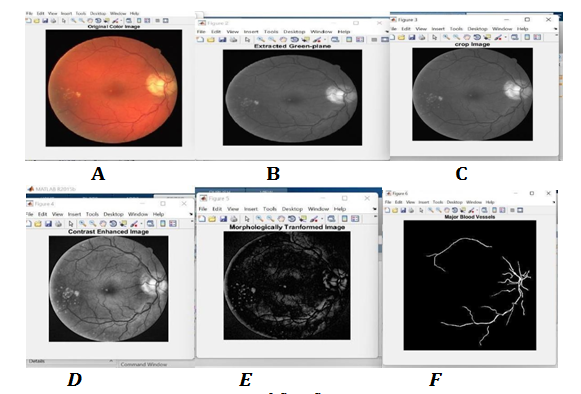 File Edit View Insert Tools Desktop Window Help
Original Color Image
A
Figure 2
File Edit View Insert Tools Desktop Window Help
Extracted Green-plane
B
Figure 3
File Edit View Insert Tools Desktop Window Help
crop Image
C
MATLAB
Figure 4
File Edit View Insert Tools Desktop Window Help
Contrast Enhanced Image
Details
Command Window
D
Figure 5
File Edit View Insert Tools Desktop Window Help
Morphologically Tranformed Image
E
Figure 6
File Edit View Insert Tools Desktop Window Help
Major Blood Vessels
F